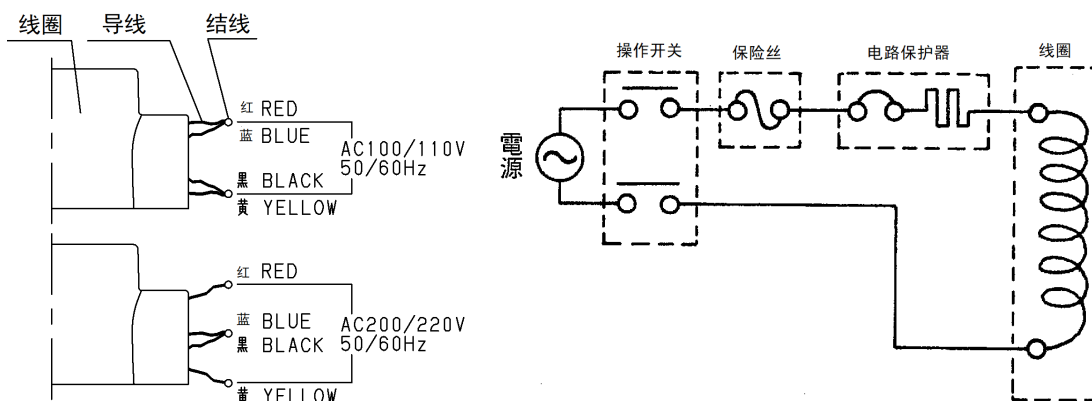 线圈
导线
结线
红 RED
蓝 BLUE
AC100/110V
50/60Hz
黑 BLACK
黄 YELLOW
红 RED
蓝 BLUE
AC200/220V
黑 BLACK
50/60Hz
黄 YELLOW
操作开关
保险丝
电路保护器
线圈
電源